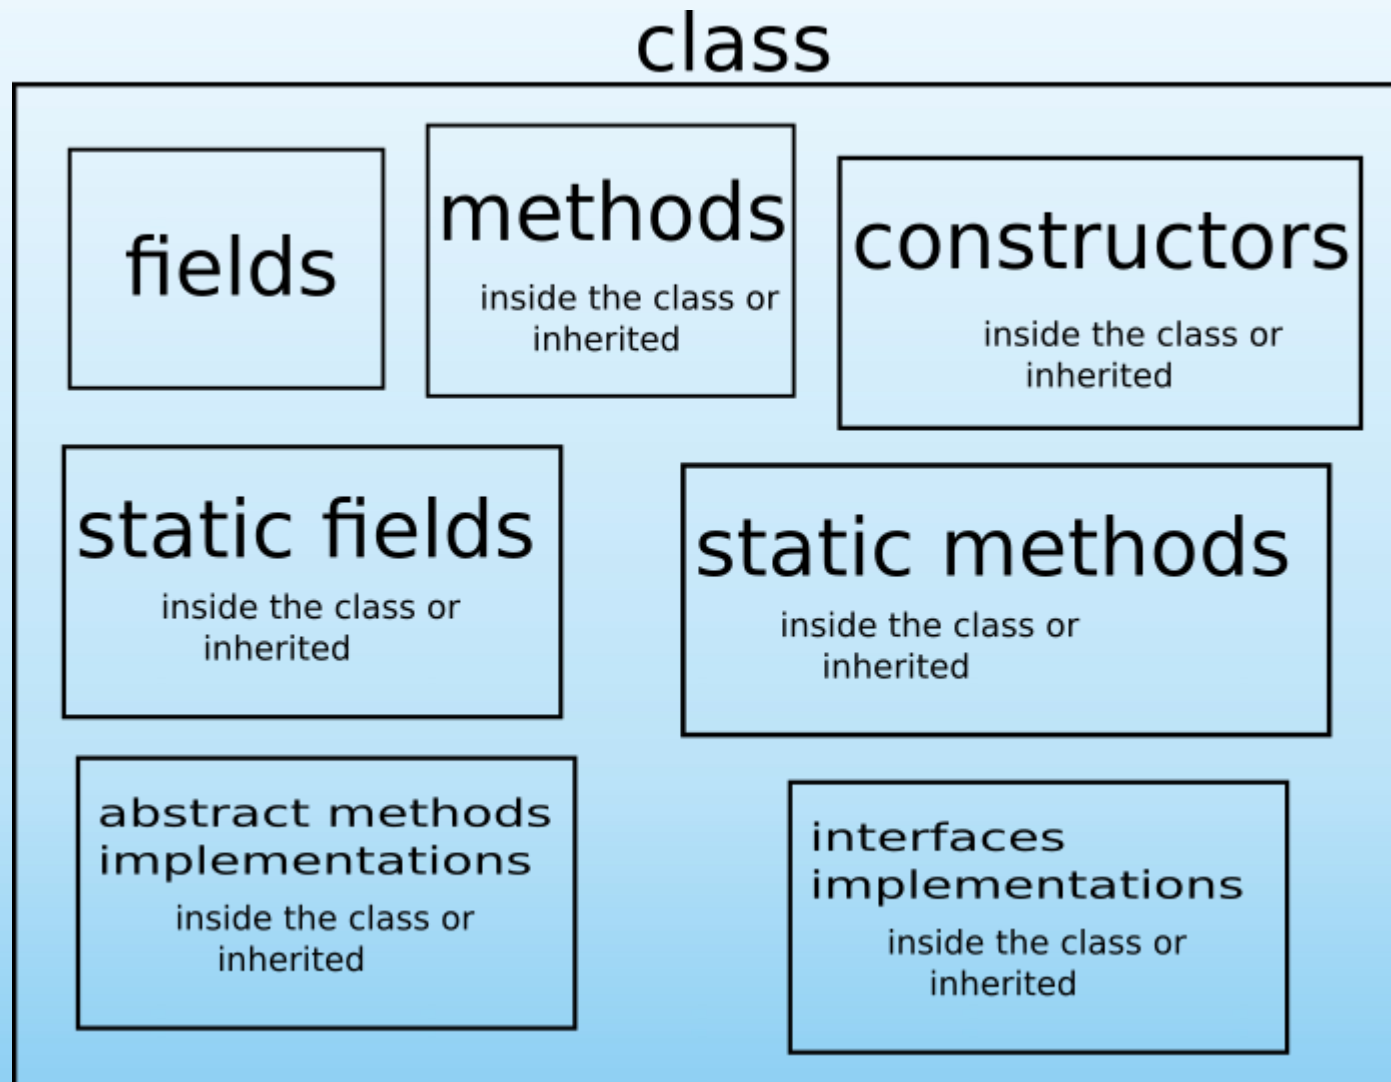 class
fields
methods
inside the class or
inherited
constructors
inside the class or
inherited
static fields
inside the class or
inherited
static methods
inside the class or
inherited
abstract methods
implementations
inside the class or
inherited
interfaces
implementations
inside the class or
inherited